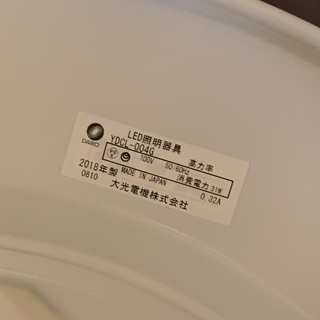 DAIKO
LED照明器具
YDCL-004G 高力率
100V 50/60Hz 消費電力 31W
2018年製 MADE IN JAPAN 0.32A
0810 大光電機株式会社